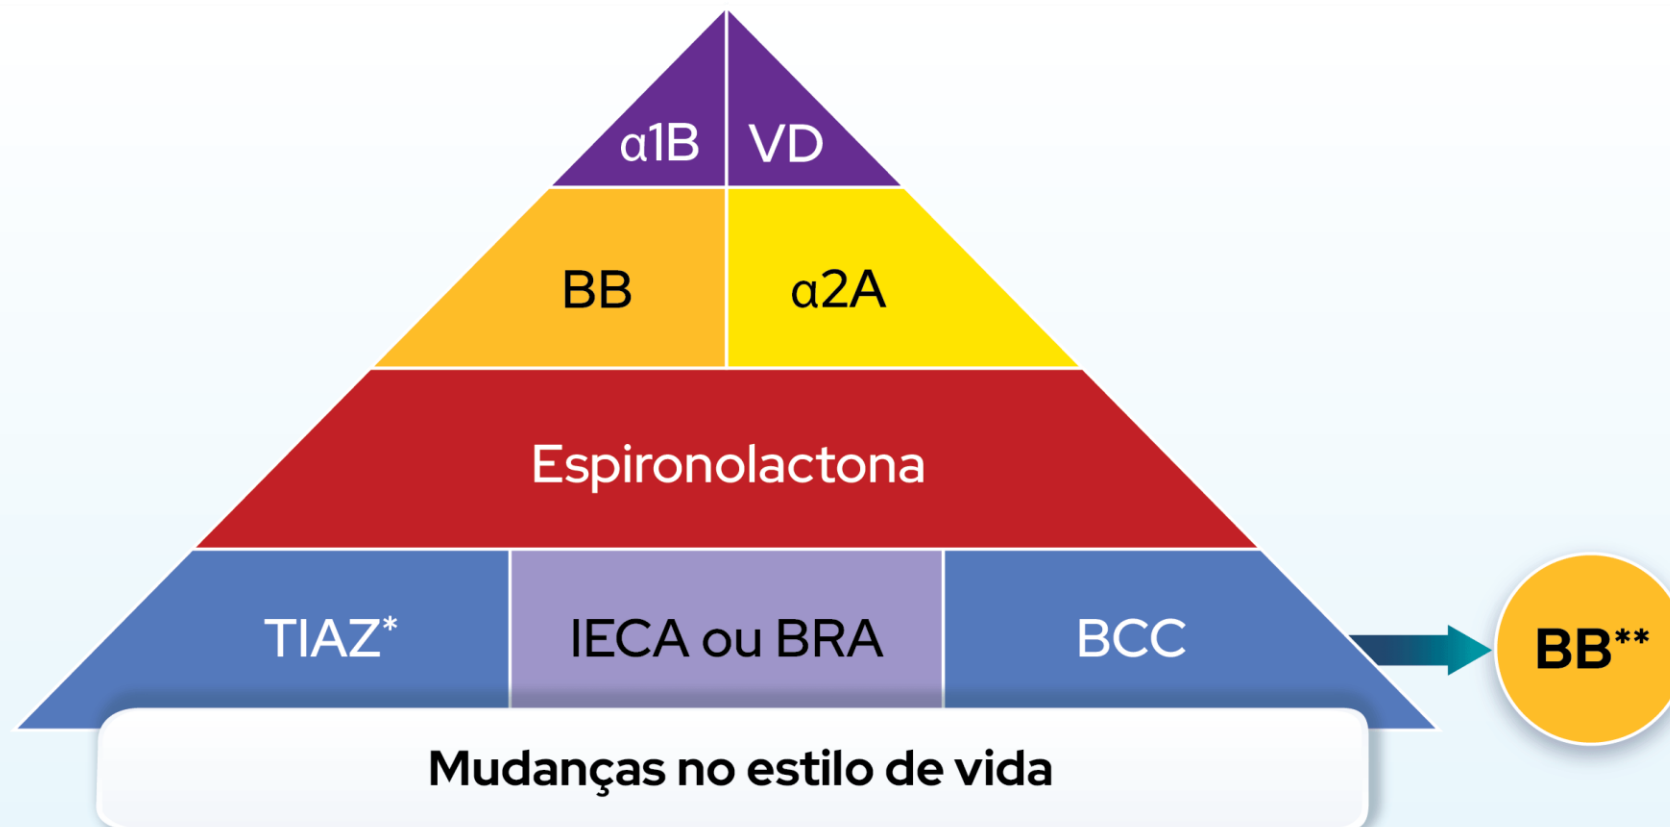 α1B VD
BB α2A
Espironolactona
TIAZ* IECA ou BRA BCC
BB**
Mudanças no estilo de vida